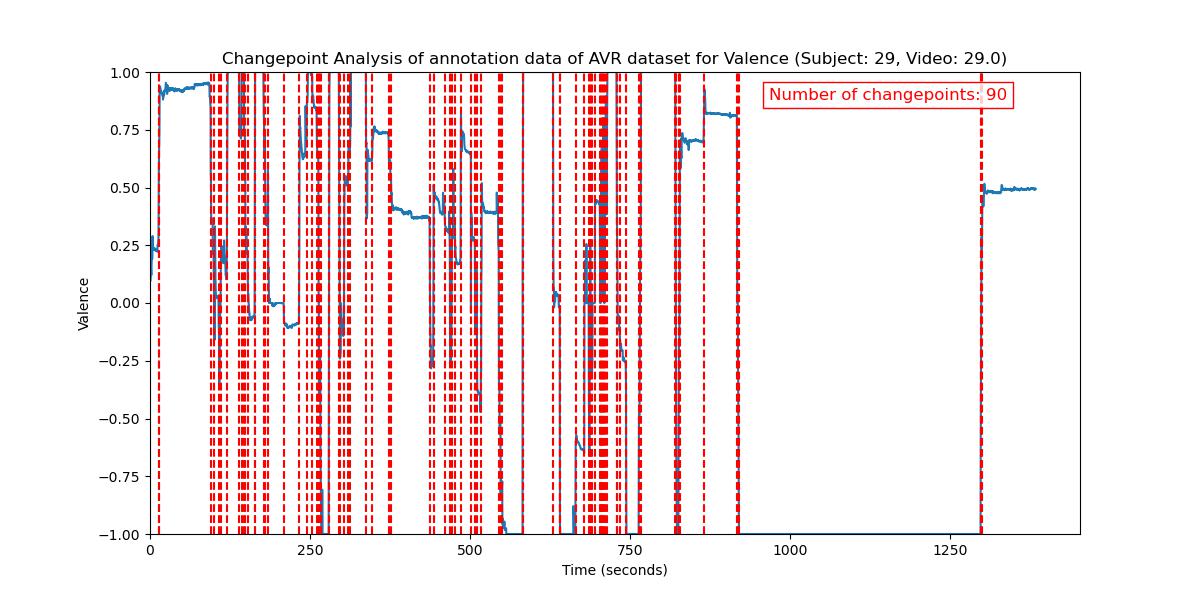 Changepoint Analysis of annotation data of AVR dataset for Valence (Subject: 29, Video: 29.0)
Number of changepoints: 90
Valence
1.00
0.75
0.50
0.25
0.00
−0.25
−0.50
−0.75
−1.00
0 250 500 750 1000 1250
Time (seconds)